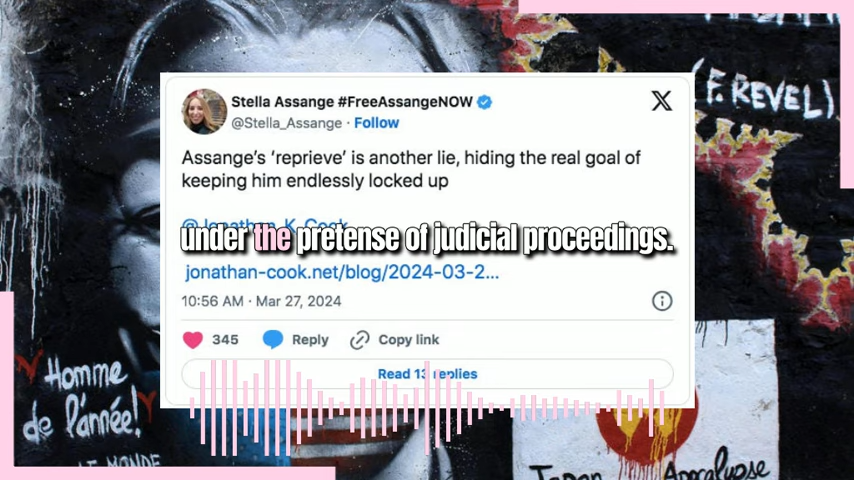 (F. REVEL)
Stella Assange #FreeAssangeNOW
@Stella_Assange · Follow
Assange's 'reprieve' is another lie, hiding the real goal of
keeping him endlessly locked up
@Jonathan_K_Cook
under the pretense of judicial proceedings.
jonathan-cook.net/blog/2024-03-2...
10:56 AM · Mar 27, 2024
345 Reply Copy link
Read 13 replies
Homme
de l'année!
LE MONDE
Japan Apocalypse